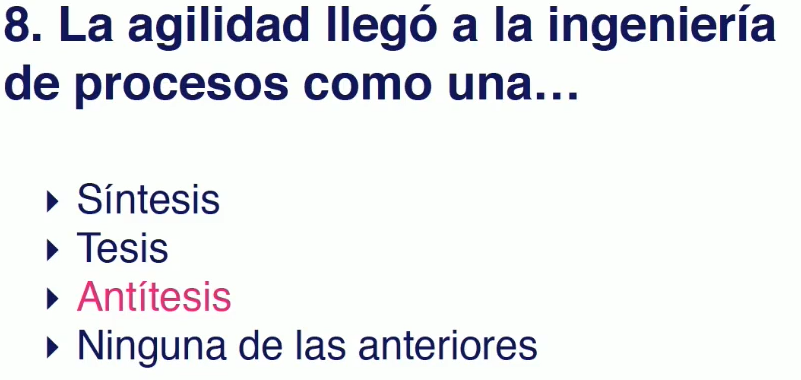 8. La agilidad llegó a la ingeniería
de procesos como una...
Síntesis
Tesis
Antítesis
Ninguna de las anteriores